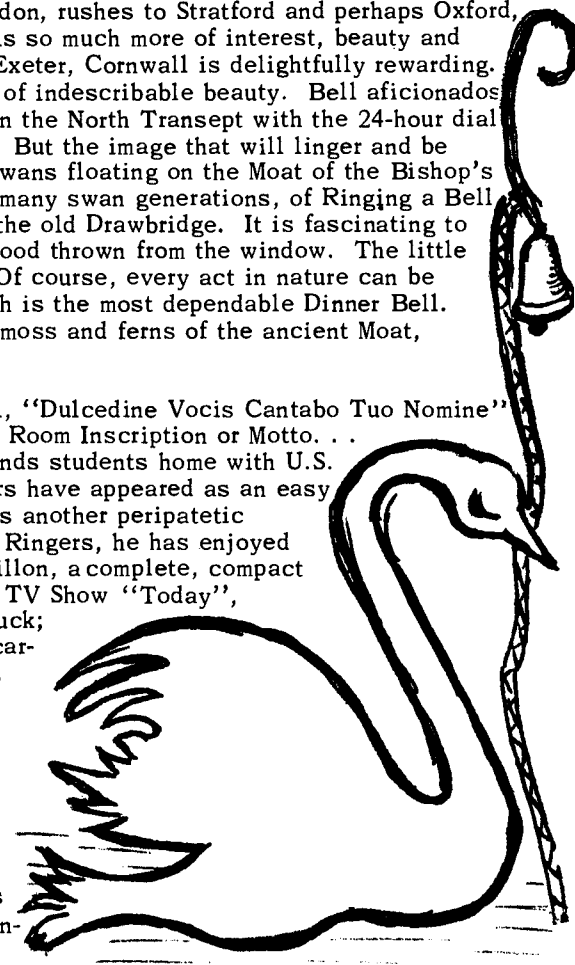 don, rushes to Stratford and perhaps Oxford,
s so much more of interest, beauty and
Exeter, Cornwall is delightfully rewarding.
of indescribable beauty. Bell aficionados
n the North Transept with the 24-hour dial
But the image that will linger and be
wans floating on the Moat of the Bishop's
many swan generations, of Ringing a Bell
the old Drawbridge. It is fascinating to
ood thrown from the window. The little
Of course, every act in nature can be
h is the most dependable Dinner Bell.
moss and ferns of the ancient Moat,
., "Dulcedine Vocis Cantabo Tuo Nomine"
Room Inscription or Motto. . .
nds students home with U.S.
rs have appeared as an easy
s another peripatetic
Ringers, he has enjoyed
illon, a complete, compact
TV Show "Today",
uck;
car-
s
n-